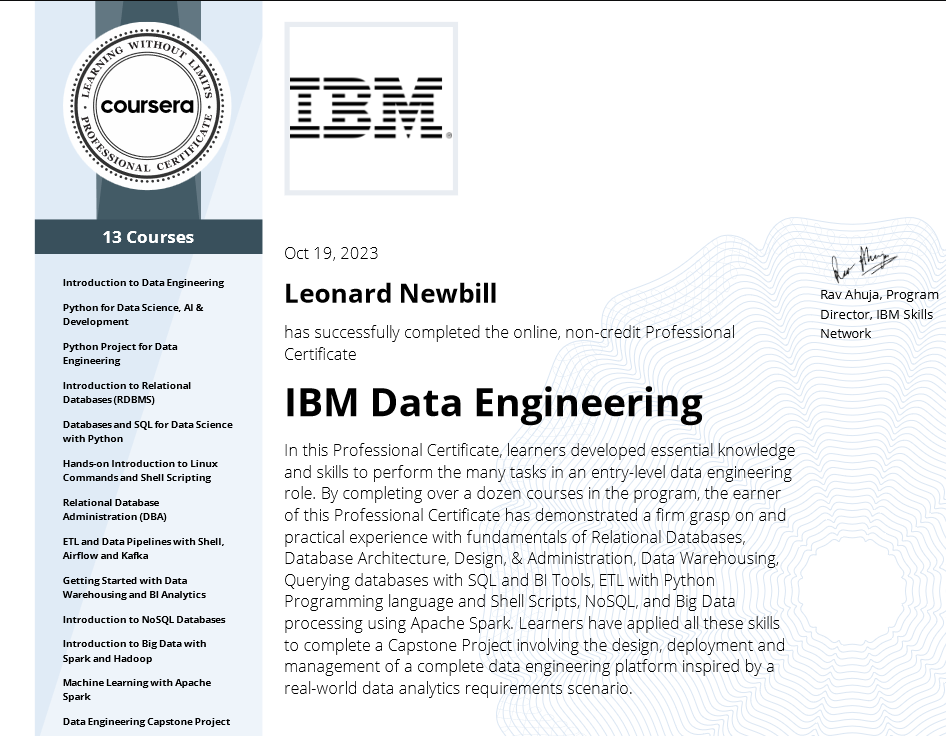 LEARNING WITHOUT LIMITS
coursera
PROFESSIONAL CERTIFICATE
IBM
13 Courses
Introduction to Data Engineering
Python for Data Science, AI &
Development
Python Project for Data
Engineering
Introduction to Relational
Databases (RDBMS)
Databases and SQL for Data Science
with Python
Hands-on Introduction to Linux
Commands and Shell Scripting
Relational Database
Administration (DBA)
ETL and Data Pipelines with Shell,
Airflow and Kafka
Getting Started with Data
Warehousing and BI Analytics
Introduction to NoSQL Databases
Introduction to Big Data with
Spark and Hadoop
Machine Learning with Apache
Spark
Data Engineering Capstone Project
Oct 19, 2023
Leonard Newbill
has successfully completed the online, non-credit Professional
Certificate
IBM Data Engineering
In this Professional Certificate, learners developed essential knowledge
and skills to perform the many tasks in an entry-level data engineering
role. By completing over a dozen courses in the program, the earner
of this Professional Certificate has demonstrated a firm grasp on and
practical experience with fundamentals of Relational Databases,
Database Architecture, Design, & Administration, Data Warehousing,
Querying databases with SQL and BI Tools, ETL with Python
Programming language and Shell Scripts, NoSQL, and Big Data
processing using Apache Spark. Learners have applied all these skills
to complete a Capstone Project involving the design, deployment and
management of a complete data engineering platform inspired by a
real-world data analytics requirements scenario.
Rav Ahuja, Program
Director, IBM Skills
Network